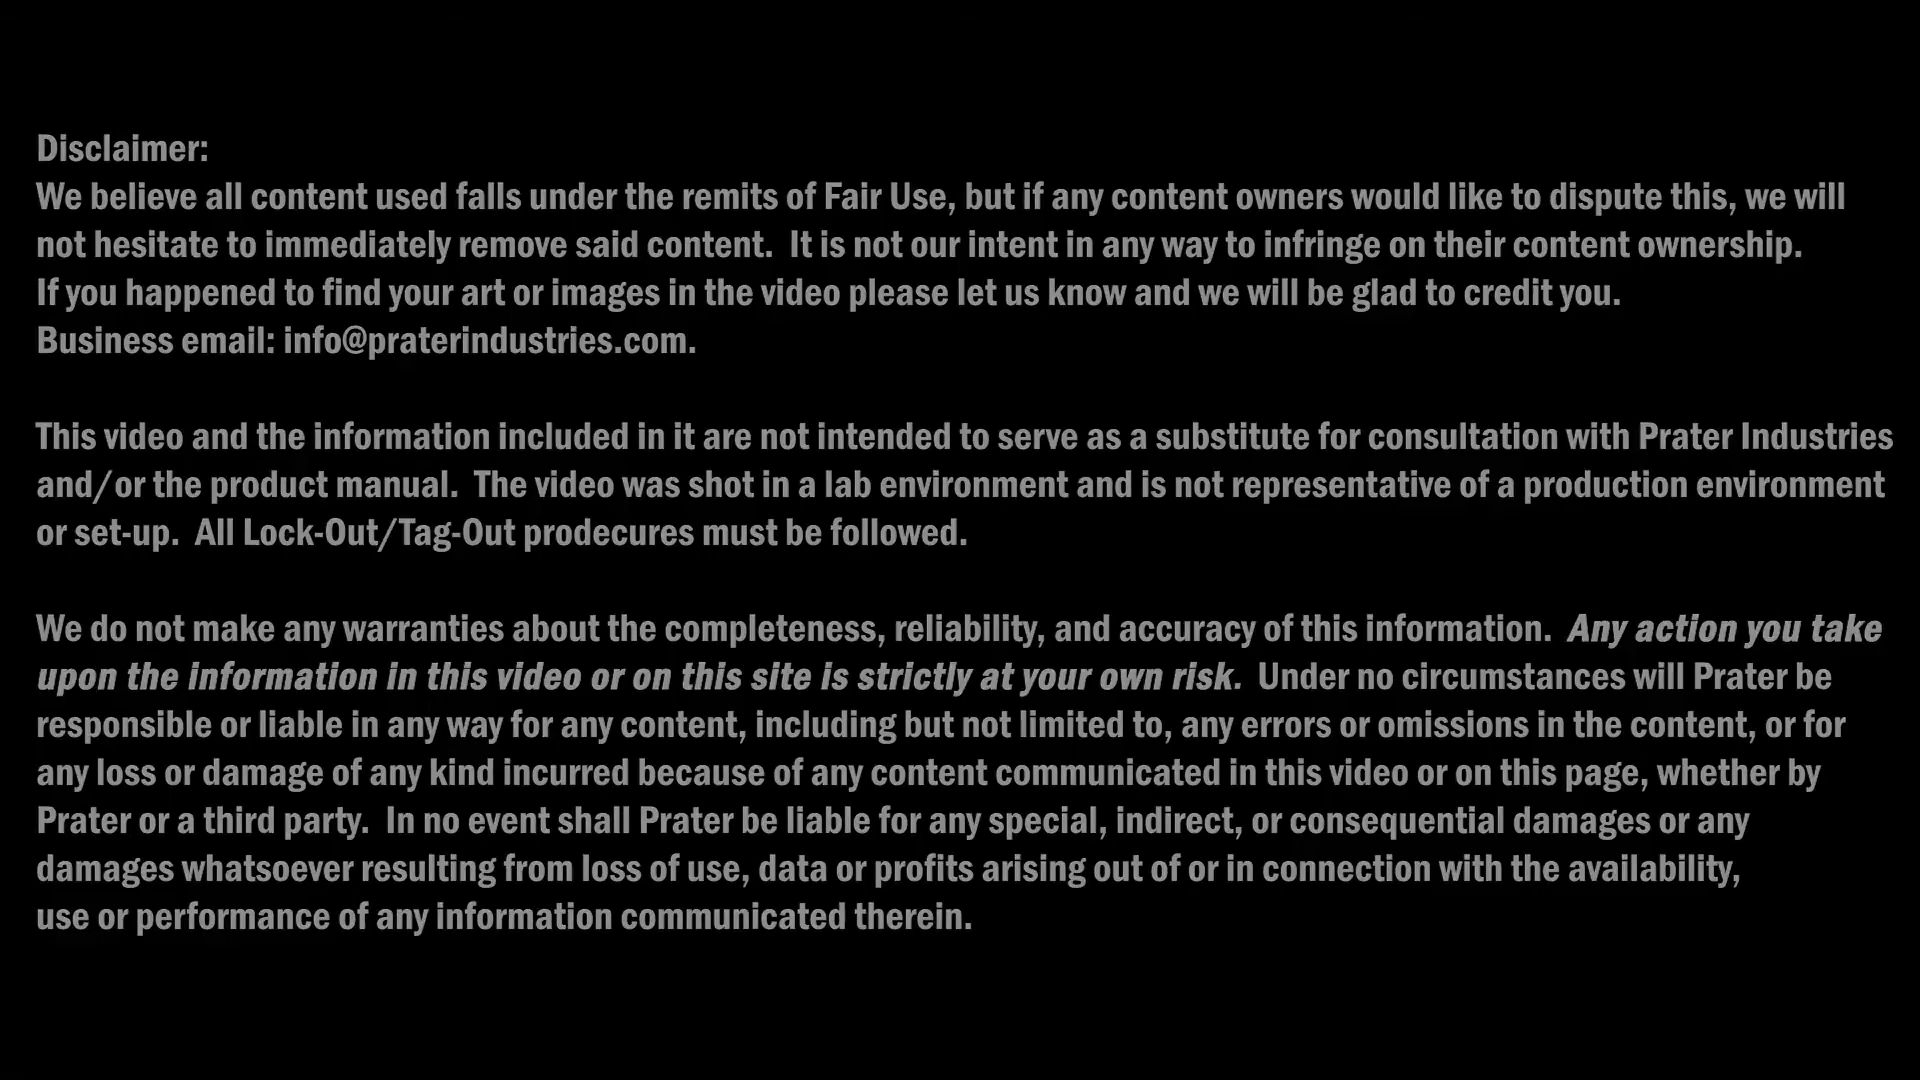 Disclaimer:
We believe all content used falls under the remits of Fair Use, but if any content owners would like to dispute this, we will
not hesitate to immediately remove said content.  It is not our intent in any way to infringe on their content ownership.
If you happened to find your art or images in the video please let us know and we will be glad to credit you.
Business email: info@praterindustries.com.
This video and the information included in it are not intended to serve as a substitute for consultation with Prater Industries
and/or the product manual.  The video was shot in a lab environment and is not representative of a production environment
or set-up.  All Lock-Out/Tag-Out prodecures must be followed.
We do not make any warranties about the completeness, reliability, and accuracy of this information.  Any action you take
upon the information in this video or on this site is strictly at your own risk.  Under no circumstances will Prater be
responsible or liable in any way for any content, including but not limited to, any errors or omissions in the content, or for
any loss or damage of any kind incurred because of any content communicated in this video or on this page, whether by
Prater or a third party.  In no event shall Prater be liable for any special, indirect, or consequential damages or any
damages whatsoever resulting from loss of use, data or profits arising out of or in connection with the availability,
use or performance of any information communicated therein.